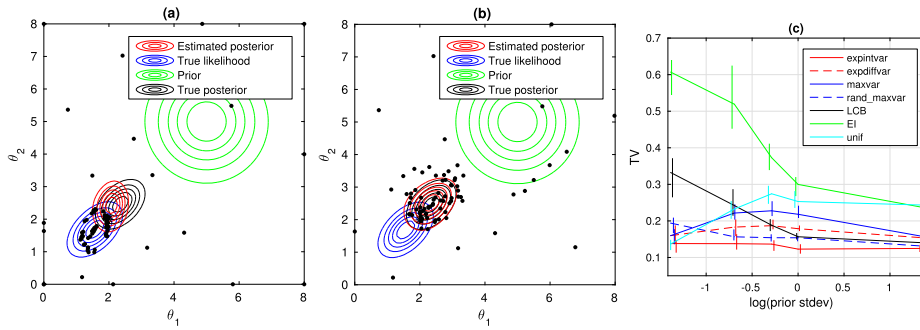 (a)
8
7
6
5
4
3
2
1
0
θ2
0
2
4
6
8
θ1
Estimated posterior
True likelihood
Prior
True posterior
(b)
8
7
6
5
4
3
2
1
0
θ2
0
2
4
6
8
θ1
Estimated posterior
True likelihood
Prior
True posterior
(c)
0.7
0.6
0.5
0.4
0.3
0.2
0.1
TV
-1
-0.5
0
0.5
1
log(prior stdev)
expintvar
expdiffvar
maxvar
rand_maxvar
LCB
EI
unif